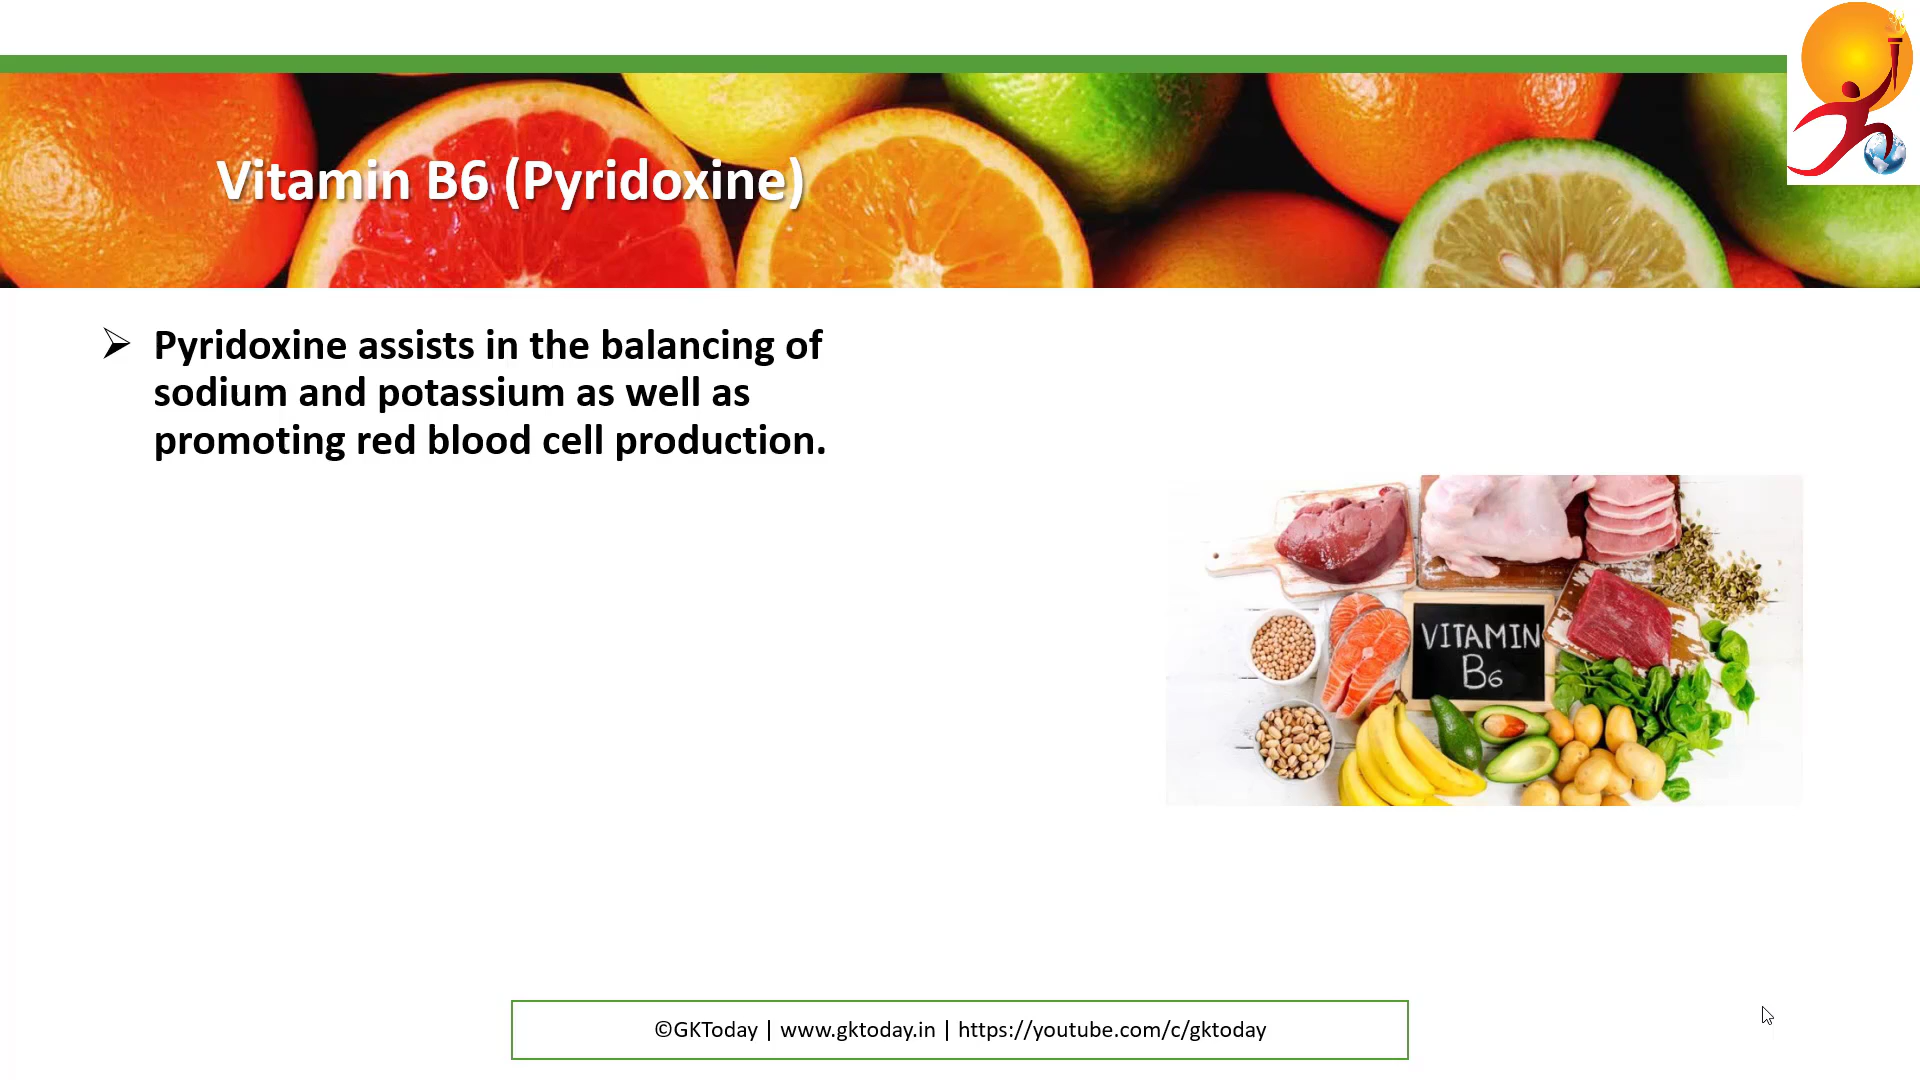 Vitamin B6 (Pyridoxine)
Pyridoxine assists in the balancing of
sodium and potassium as well as
promoting red blood cell production.
VITAMIN
B6
©GKToday | www.gktoday.in | https://youtube.com/c/gktoday